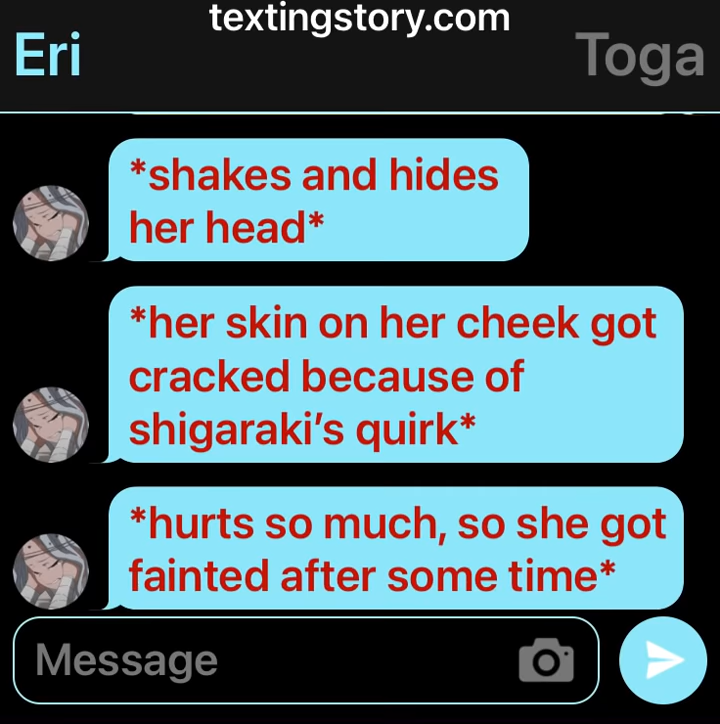 textingstory.com
Eri
Toga
*shakes and hides
her head*
*her skin on her cheek got
cracked because of
shigaraki’s quirk*
*hurts so much, so she got
fainted after some time*
Message